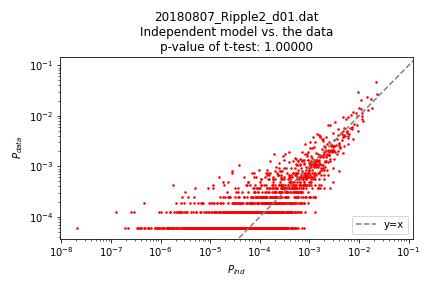 20180807_Ripple2_d01.dat
Independent model vs. the data
p-value of t-test: 1.00000
P_data
10⁻¹
10⁻²
10⁻³
10⁻⁴
y=x
10⁻⁸ 10⁻⁷ 10⁻⁶ 10⁻⁵ 10⁻⁴ 10⁻³ 10⁻² 10⁻¹
P_ind